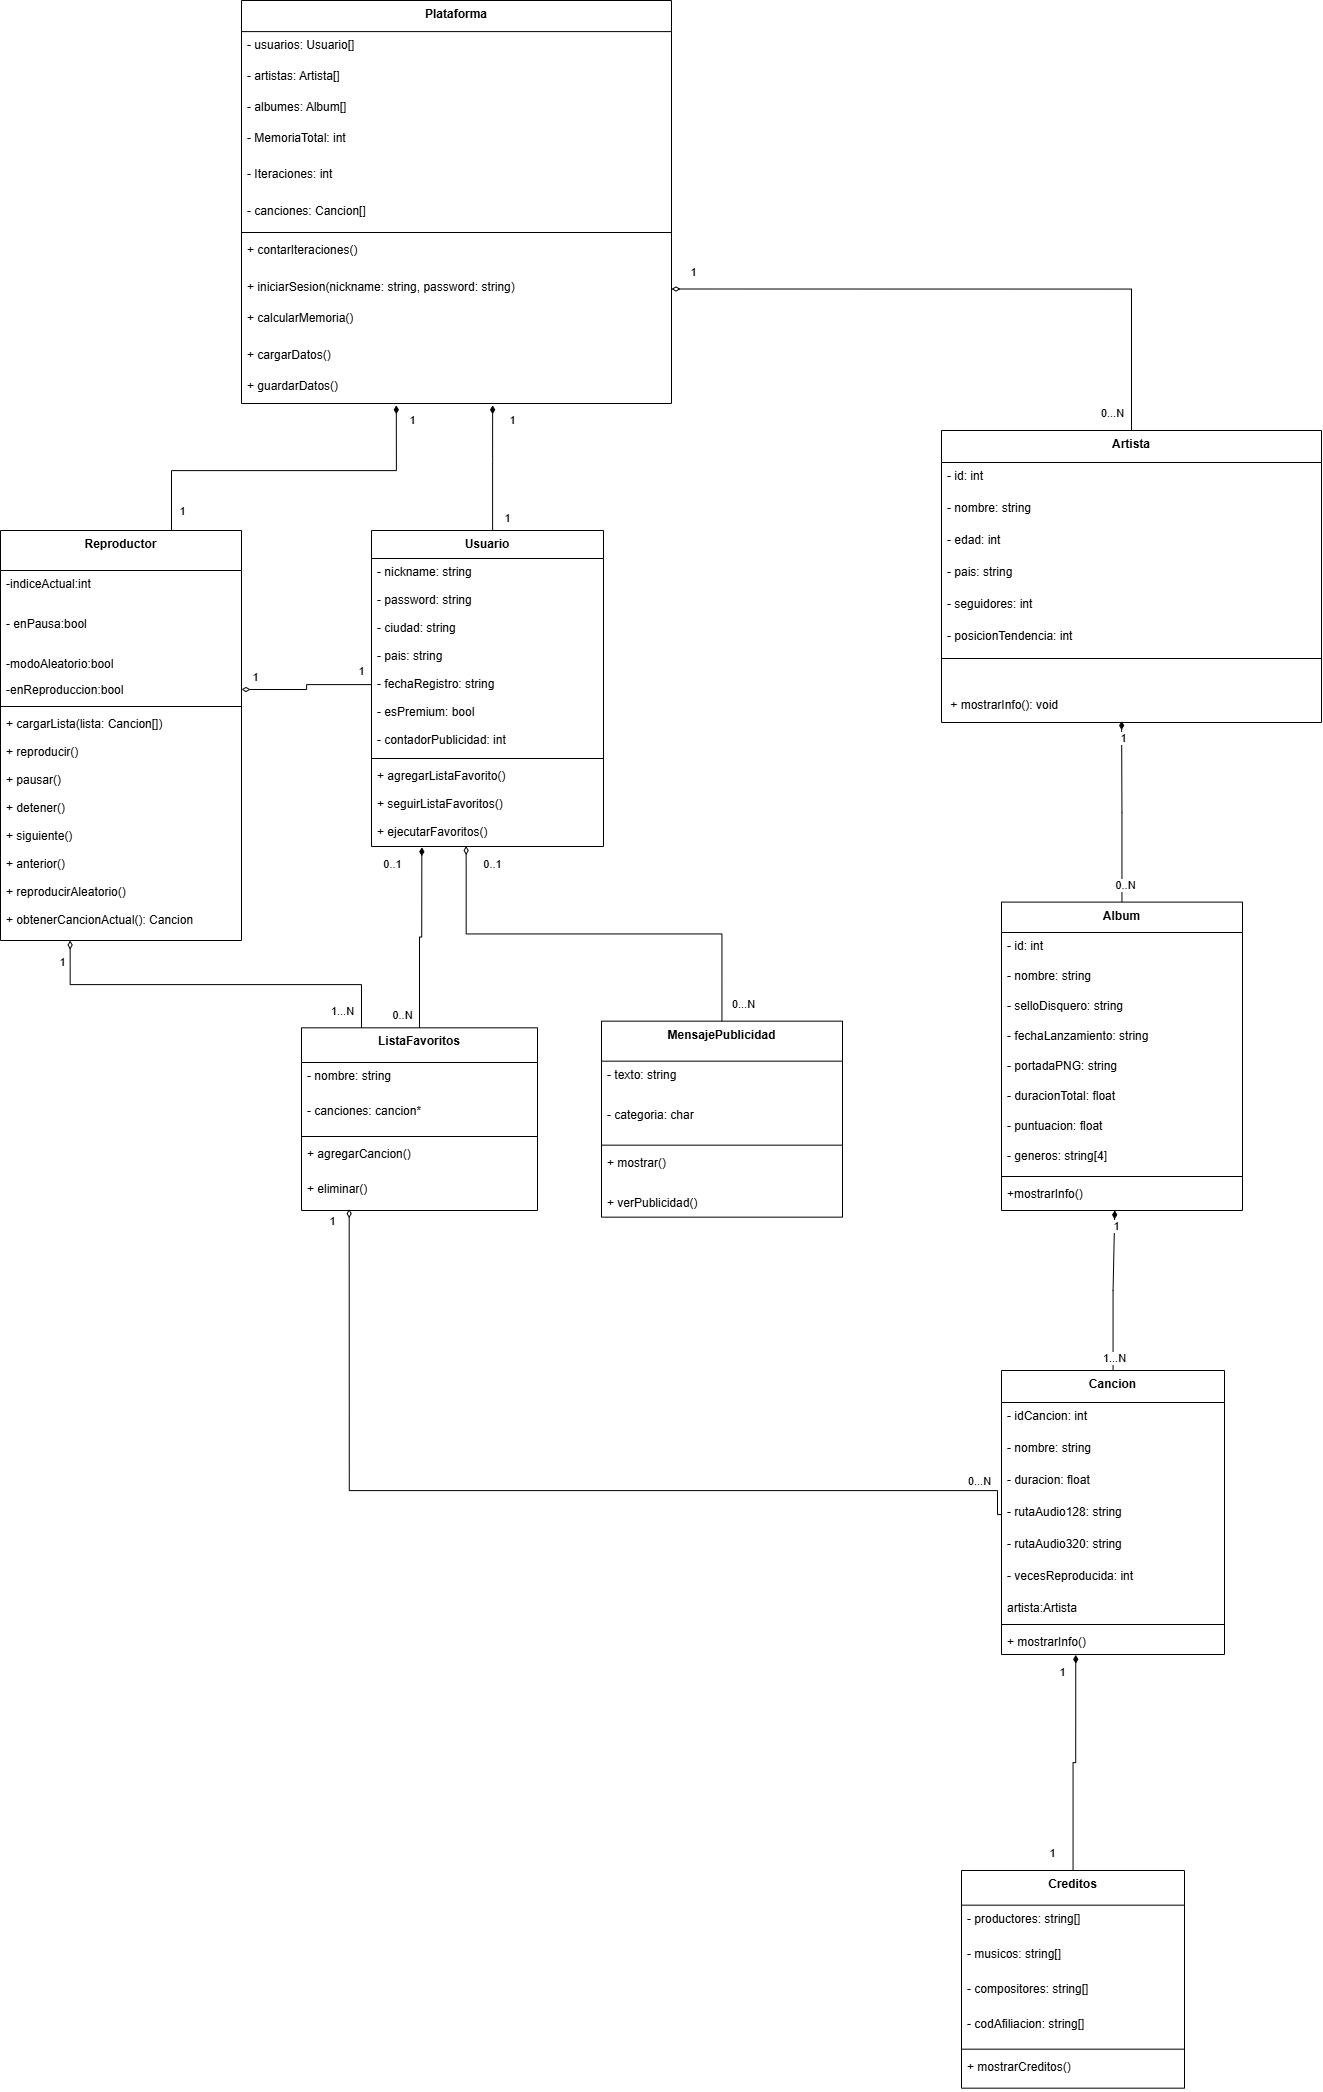 Plataforma
- usuarios: Usuario[]
- artistas: Artista[]
- albumes: Album[]
- MemoriaTotal: int
- Iteraciones: int
- canciones: Cancion[]
+ contarIteraciones()
+ iniciarSesion(nickname: string, password: string)
+ calcularMemoria()
+ cargarDatos()
+ guardarDatos()
1
0...N
1
1
1
1
Artista
- id: int
- nombre: string
- edad: int
- pais: string
- seguidores: int
- posicionTendencia: int
+ mostrarInfo(): void
1
0..N
Reproductor
-indiceActual:int
- enPausa:bool
-modoAleatorio:bool
-enReproduccion:bool
+ cargarLista(lista: Cancion[])
+ reproducir()
+ pausar()
+ detener()
+ siguiente()
+ anterior()
+ reproducirAleatorio()
+ obtenerCancionActual(): Cancion
1
1
1
1...N
Usuario
- nickname: string
- password: string
- ciudad: string
- pais: string
- fechaRegistro: string
- esPremium: bool
- contadorPublicidad: int
+ agregarListaFavorito()
+ seguirListaFavoritos()
+ ejecutarFavoritos()
0..1
0..1
0..N
0...N
ListaFavoritos
- nombre: string
- canciones: cancion*
+ agregarCancion()
+ eliminar()
1
0...N
MensajePublicidad
- texto: string
- categoria: char
+ mostrar()
+ verPublicidad()
Album
- id: int
- nombre: string
- selloDisquero: string
- fechaLanzamiento: string
- portadaPNG: string
- duracionTotal: float
- puntuacion: float
- generos: string[4]
+mostrarInfo()
1
1...N
Cancion
- idCancion: int
- nombre: string
- duracion: float
- rutaAudio128: string
- rutaAudio320: string
- vecesReproducida: int
artista:Artista
+ mostrarInfo()
1
1
Creditos
- productores: string[]
- musicos: string[]
- compositores: string[]
- codAfiliacion: string[]
+ mostrarCreditos()